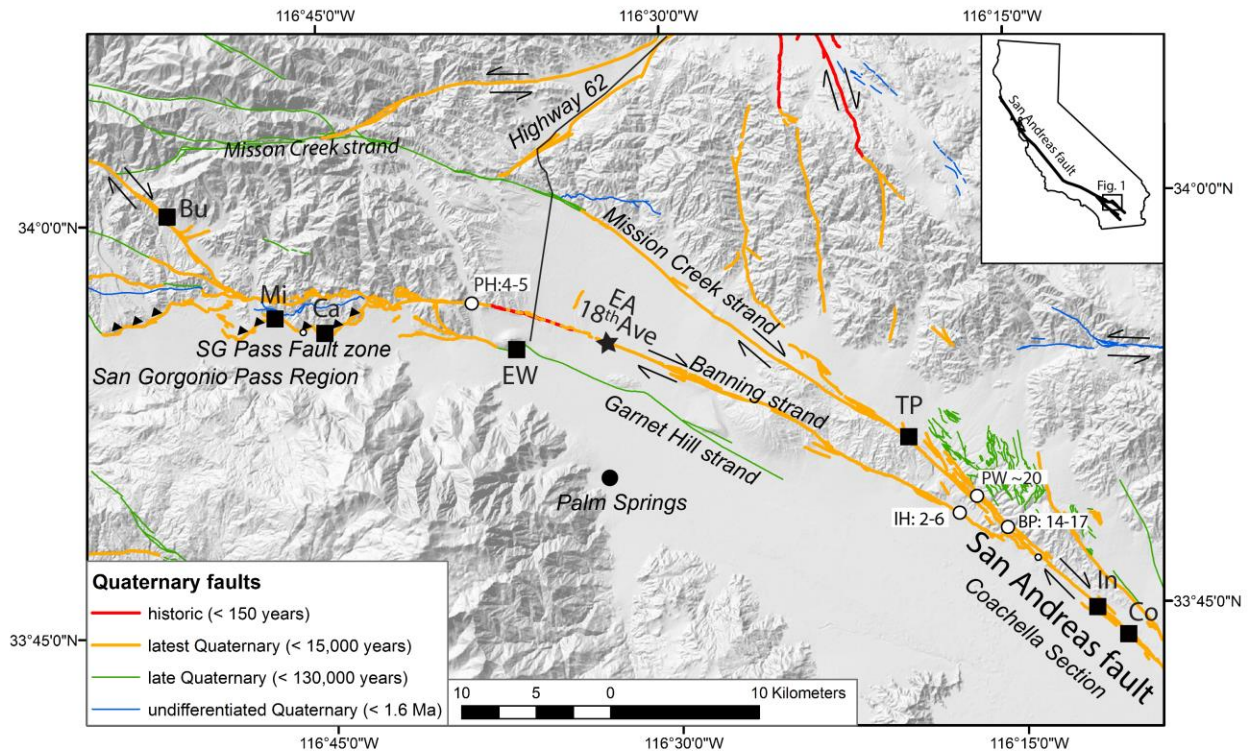 116°45'0"W
116°30'0"W
116°15'0"W
34°0'0"N
34°0'0"N
San Andreas fault
Fig. 1
Highway 62
Misson Creek strand
Bu
Mission Creek strand
PH:4-5
EA
18th Ave
Mi
Ca
SG Pass Fault zone
San Gorgonio Pass Region
EW
Banning strand
Garnet Hill strand
TP
Palm Springs
PW ~20
IH: 2-6
BP: 14-17
San Andreas fault
Coachella Section
In
Co
33°45'0"N
33°45'0"N
Quaternary faults
historic (< 150 years)
latest Quaternary (< 15,000 years)
late Quaternary (< 130,000 years)
undifferentiated Quaternary (< 1.6 Ma)
10 5 0 10 Kilometers
116°45'0"W
116°30'0"W
116°15'0"W